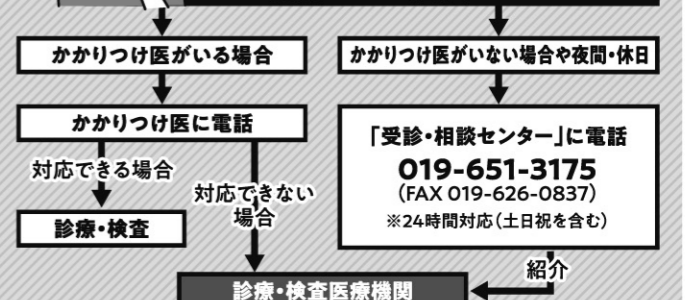 かかりつけ医がいる場合
かかりつけ医がいない場合や夜間・休日
かかりつけ医に電話
対応できる場合
対応できない
場合
診療・検査
「受診・相談センター」に電話
019-651-3175
（FAX 019-626-0837）
※24時間対応（土日祝を含む）
紹介
診療・検査医療機関